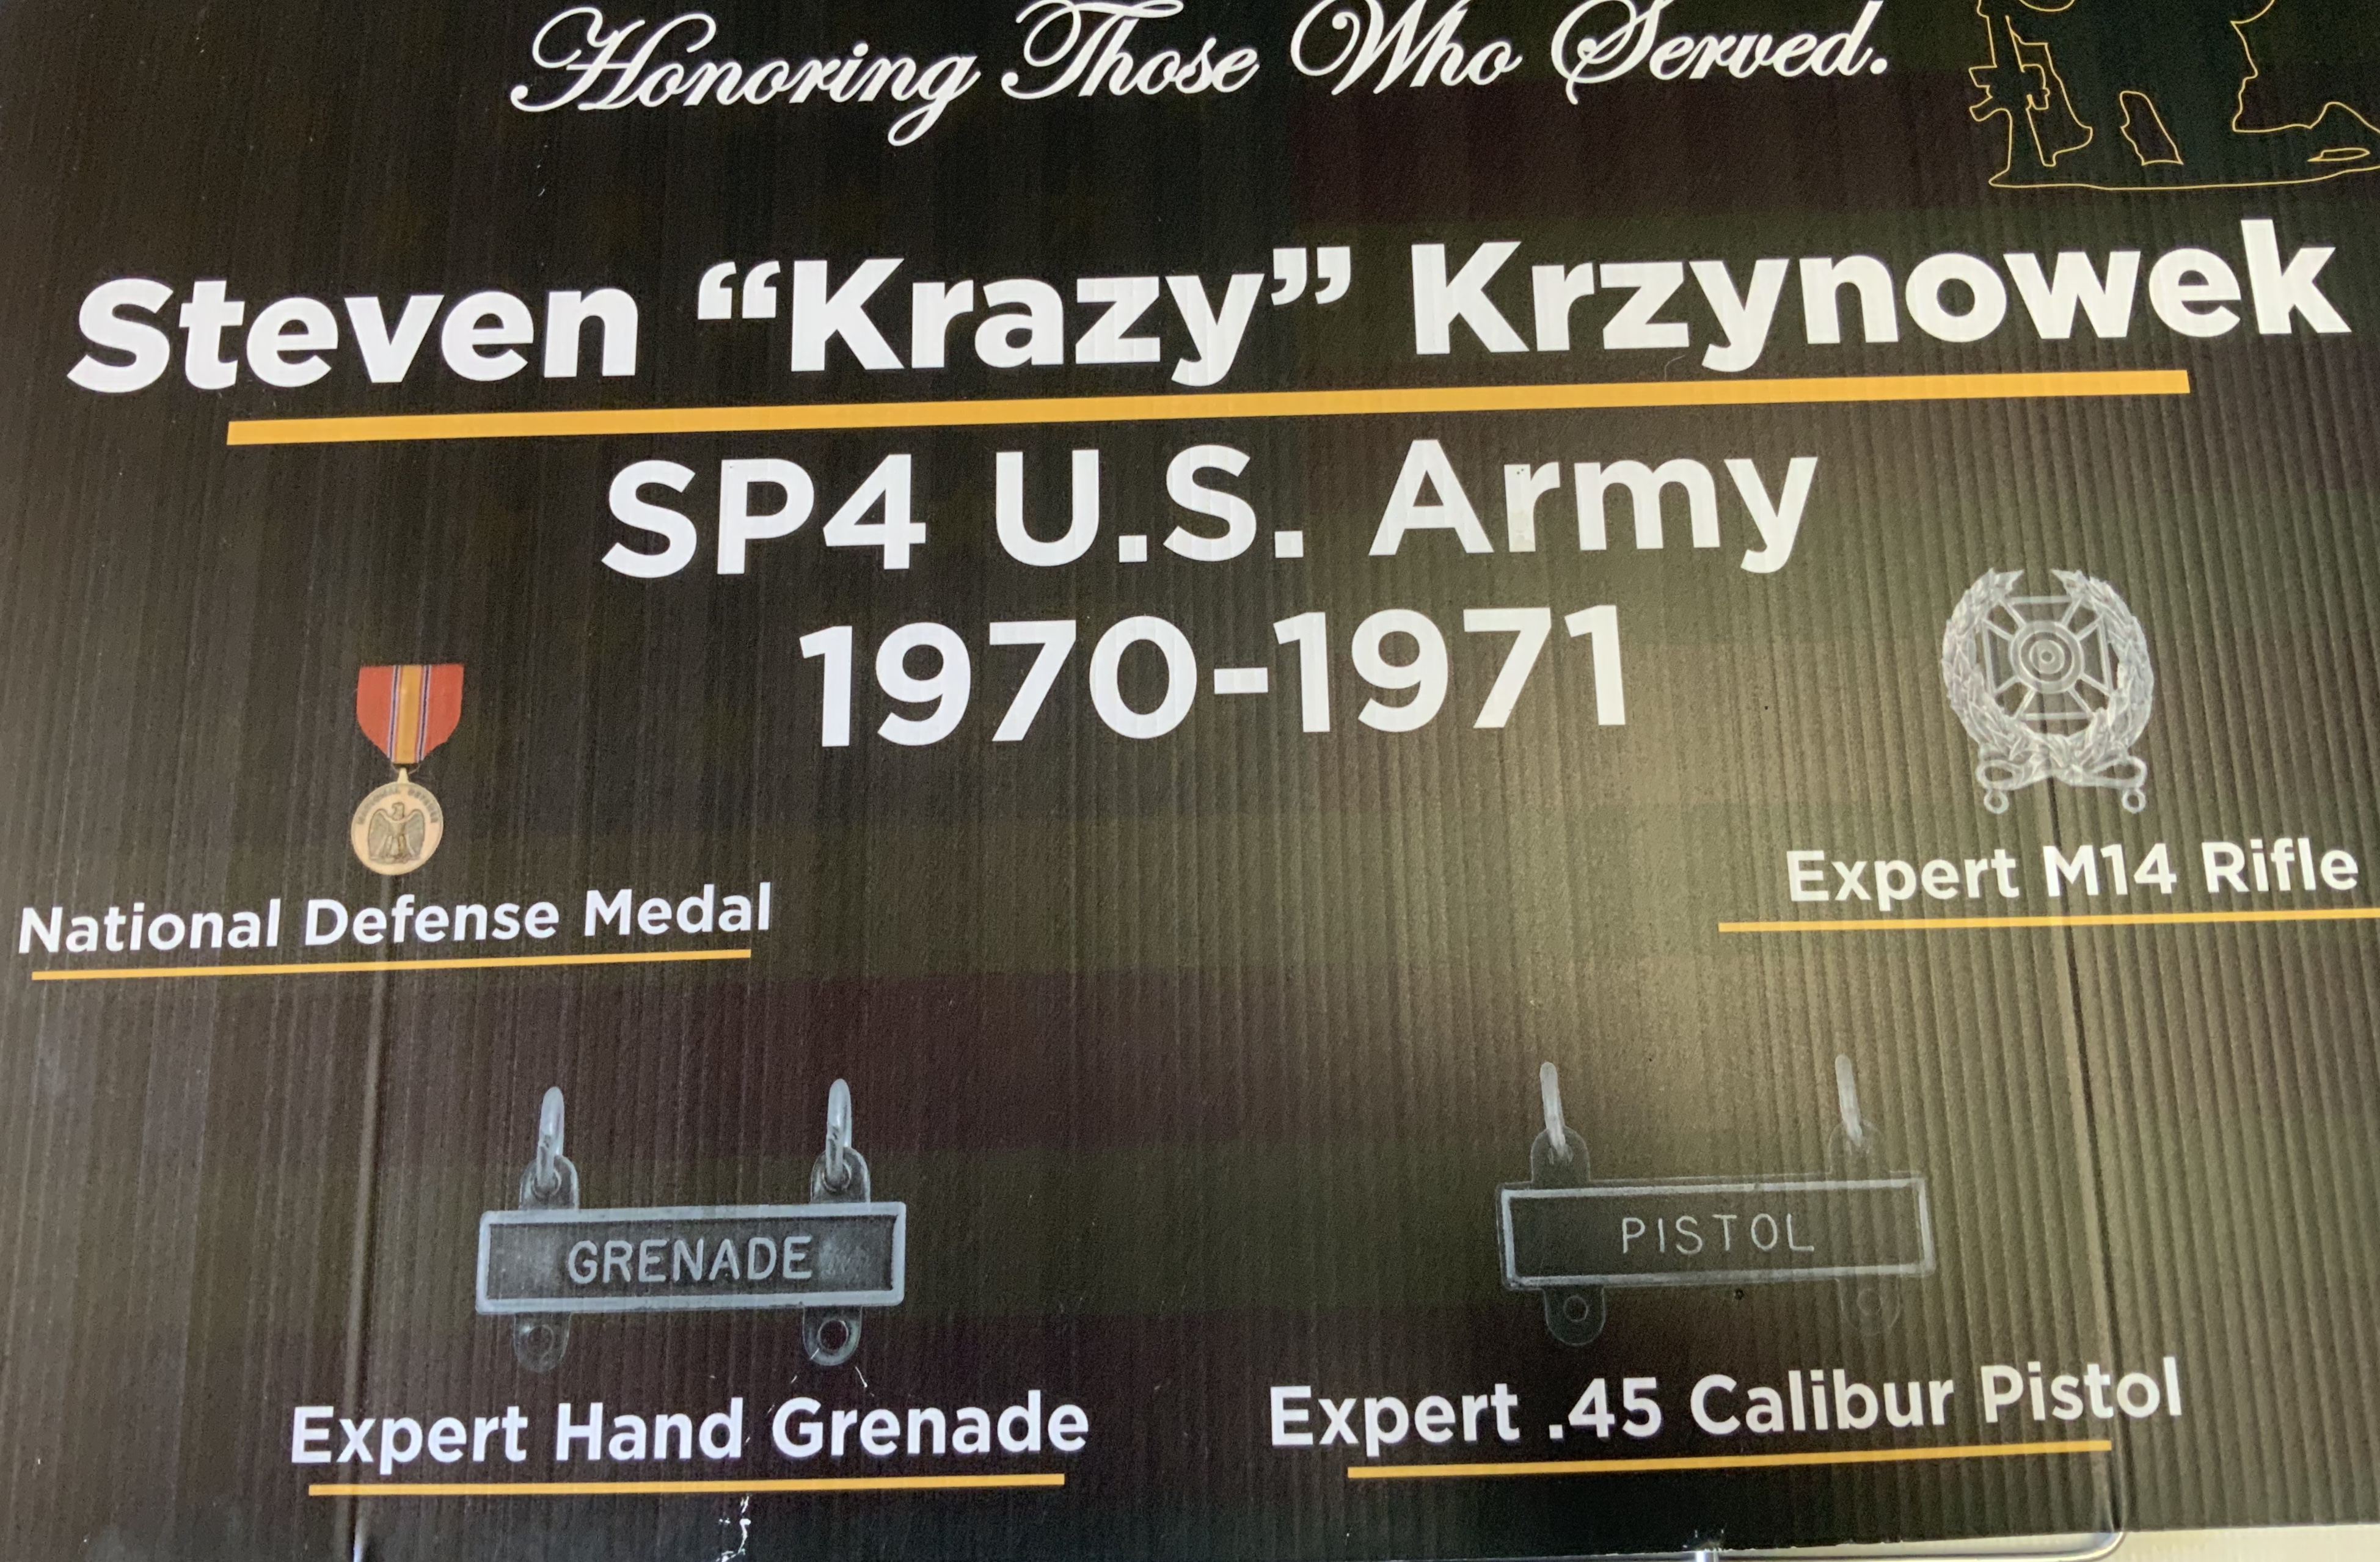 Honoring Those Who Served.
Steven “Krazy” Krzynowek
SP4 U.S. Army
1970-1971
National Defense Medal
Expert M14 Rifle
GRENADE
PISTOL
Expert Hand Grenade
Expert .45 Calibur Pistol